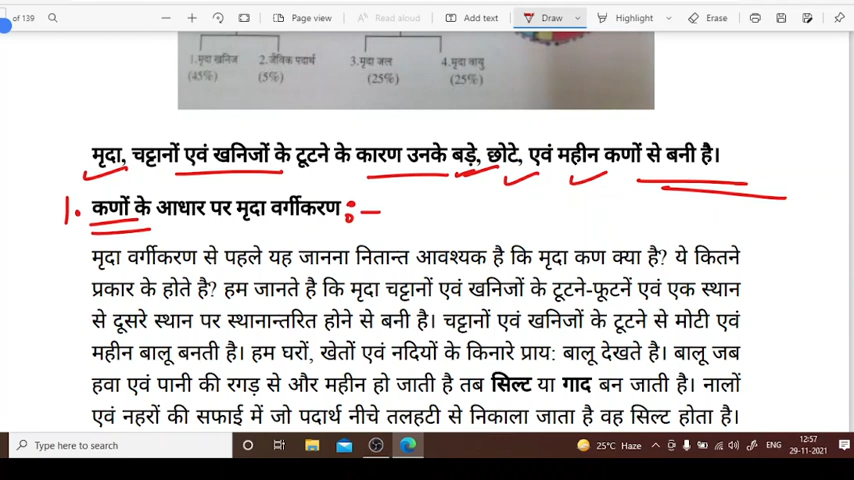 of 139
Page view
Read aloud
Add text
Draw
Highlight
Erase
1.मृदा खनिज 2.जैविक पदार्थ 3.मृदा जल 4.मृदा वायु
(45%) (5%) (25%) (25%)
मृदा, चट्टानों एवं खनिजों के टूटने के कारण उनके बड़े, छोटे, एवं महीन कणों से बनी है।
1. कणों के आधार पर मृदा वर्गीकरण :-
मृदा वर्गीकरण से पहले यह जानना नितान्त आवश्यक है कि मृदा कण क्या है? ये कितने
प्रकार के होते है? हम जानते है कि मृदा चट्टानों एवं खनिजों के टूटने-फूटनें एवं एक स्थान
से दूसरे स्थान पर स्थानान्तरित होने से बनी है। चट्टानों एवं खनिजों के टूटने से मोटी एवं
महीन बालू बनती है। हम घरों, खेतों एवं नदियों के किनारे प्राय: बालू देखते है। बालू जब
हवा एवं पानी की रगड़ से और महीन हो जाती है तब सिल्ट या गाद बन जाती है। नालों
एवं नहरों की सफाई में जो पदार्थ नीचे तलहटी से निकाला जाता है वह सिल्ट होता है।
Type here to search
25°C Haze
ENG
12:57
29-11-2021